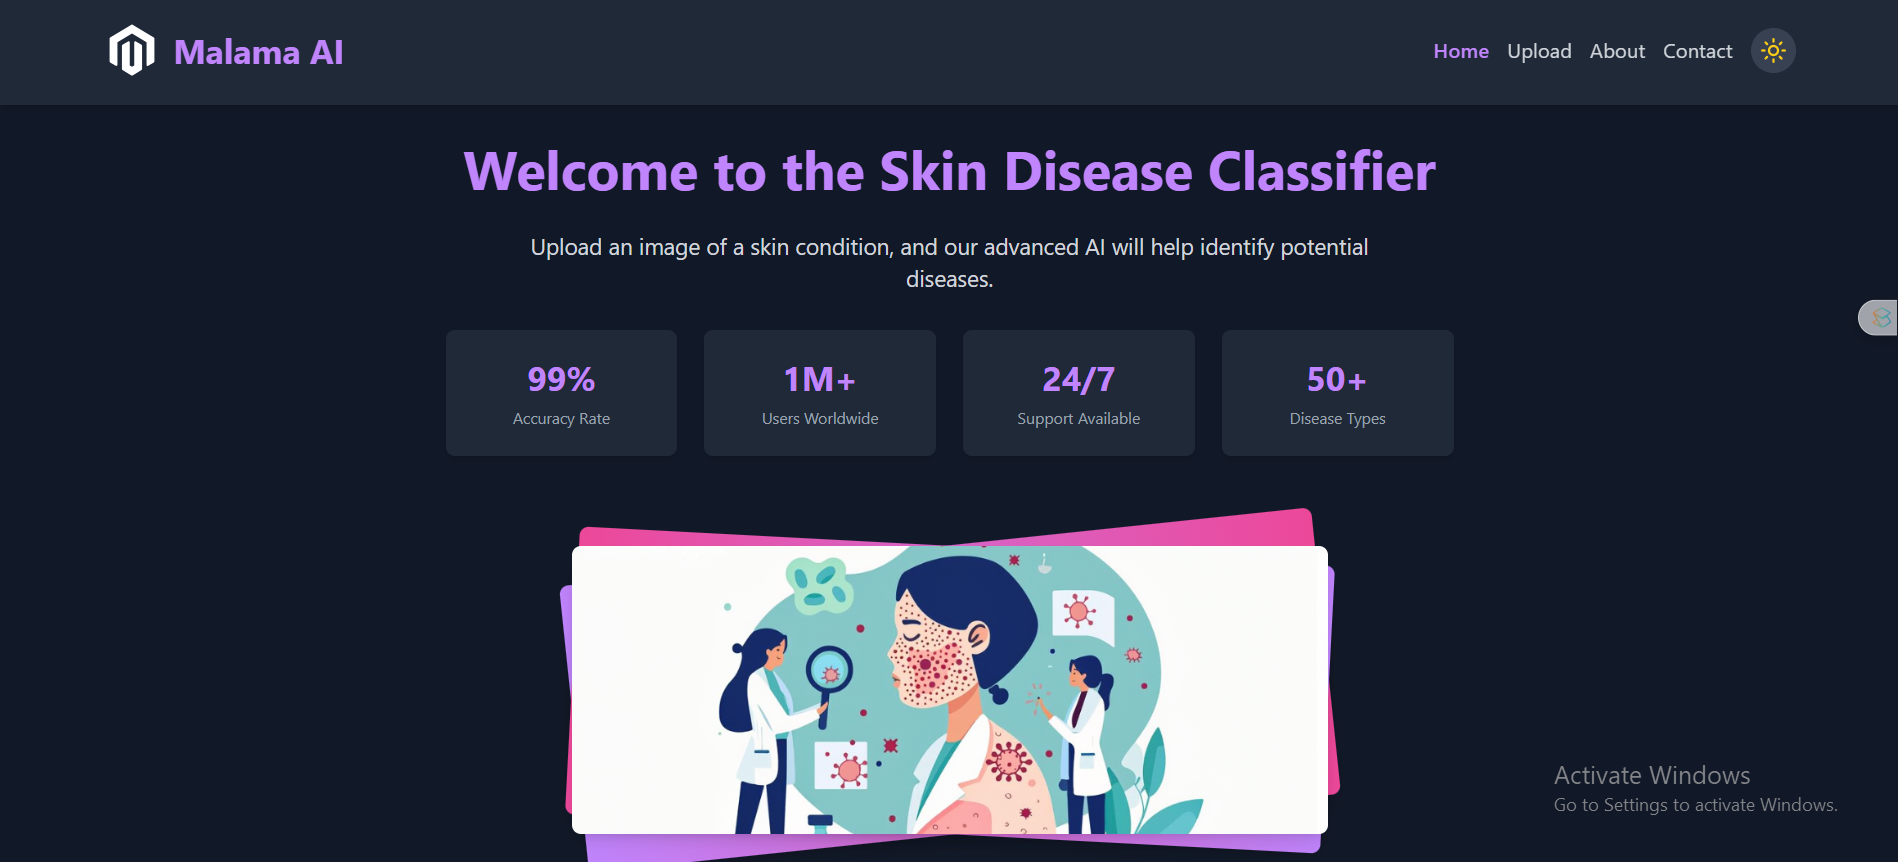 Malama AI
Home Upload About Contact
Welcome to the Skin Disease Classifier
Upload an image of a skin condition, and our advanced AI will help identify potential
diseases.
99%
Accuracy Rate
1M+
Users Worldwide
24/7
Support Available
50+
Disease Types
Activate Windows
Go to Settings to activate Windows.